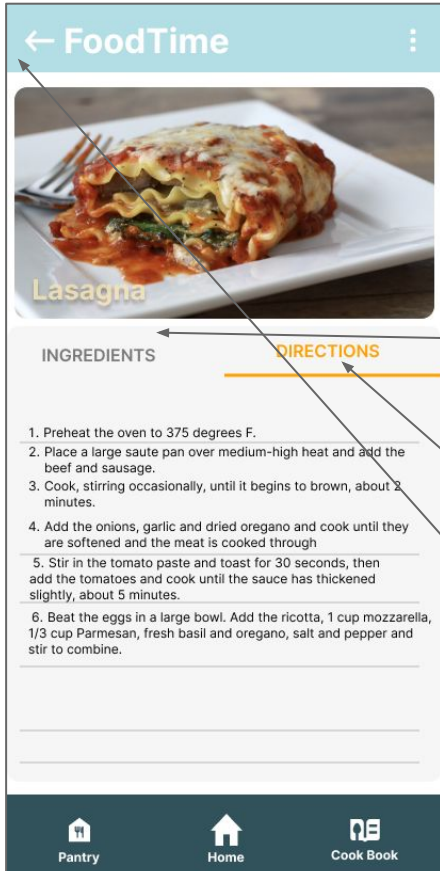 FoodTime
Lasagna
INGREDIENTS
DIRECTIONS
1. Preheat the oven to 375 degrees F.
2. Place a large saute pan over medium-high heat and add the
beef and sausage.
3. Cook, stirring occasionally, until it begins to brown, about 2
minutes.
4. Add the onions, garlic and dried oregano and cook until they
are softened and the meat is cooked through
5. Stir in the tomato paste and toast for 30 seconds, then
add the tomatoes and cook until the sauce has thickened
slightly, about 5 minutes.
6. Beat the eggs in a large bowl. Add the ricotta, 1 cup mozzarella,
1/3 cup Parmesan, fresh basil and oregano, salt and pepper and
stir to combine.
Pantry
Home
Cook Book